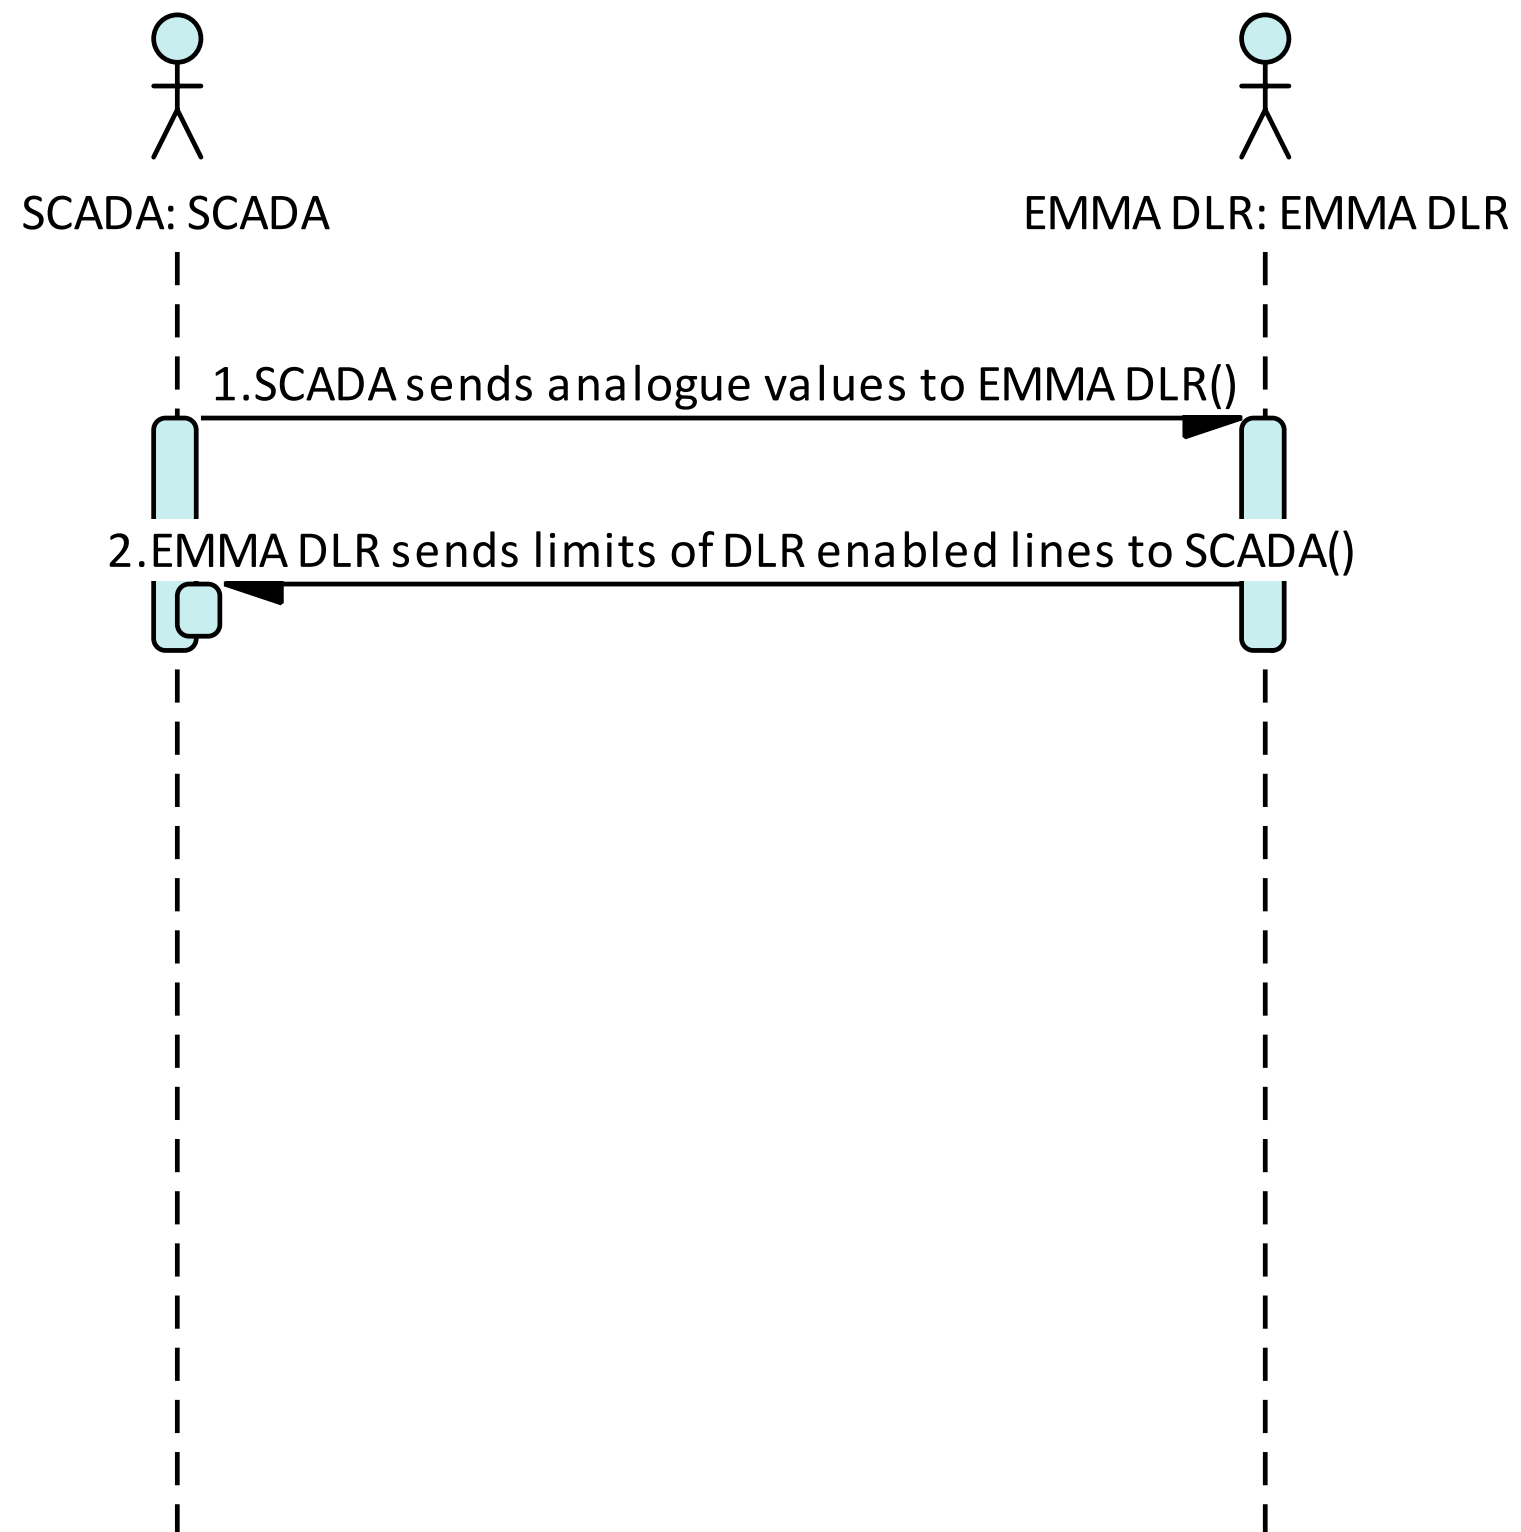 SCADA: SCADA
EMMA DLR: EMMA DLR
1.SCADA sends analogue values to EMMA DLR()
2.EMMA DLR sends limits of DLR enabled lines to SCADA()